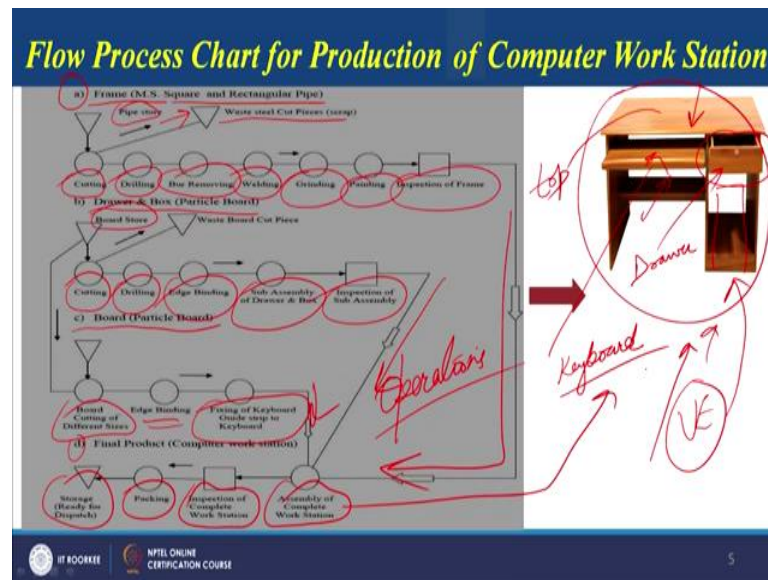 Flow Process Chart for Production of Computer Work Station
a) Frame (M.S. Square and Rectangular Pipe)
Pipe store
Waste steel Cut Pieces (scrap)
Cutting
Drilling
Bur Removing
Welding
Grinding
Painting
Inspection of Frame
b) Drawer & Box (Particle Board)
Board Store
Waste Board Cut Piece
Cutting
Drilling
Edge Binding
Sub Assembly
of Drawer & Box
Inspection of
Sub Assembly
c) Board (Particle Board)
Board
Cutting of
Different Sizes
Edge Binding
Fixing of Keyboard
Guide step to
Keyboard
d) Final Product (Computer work station)
Storage
(Ready for
Dispatch)
Packing
Inspection of
Complete
Work Station
Assembly of
Complete
Work Station
Operations
top
Drawer
Keyboard
VE
IIT ROORKEE
NPTEL ONLINE
CERTIFICATION COURSE
5